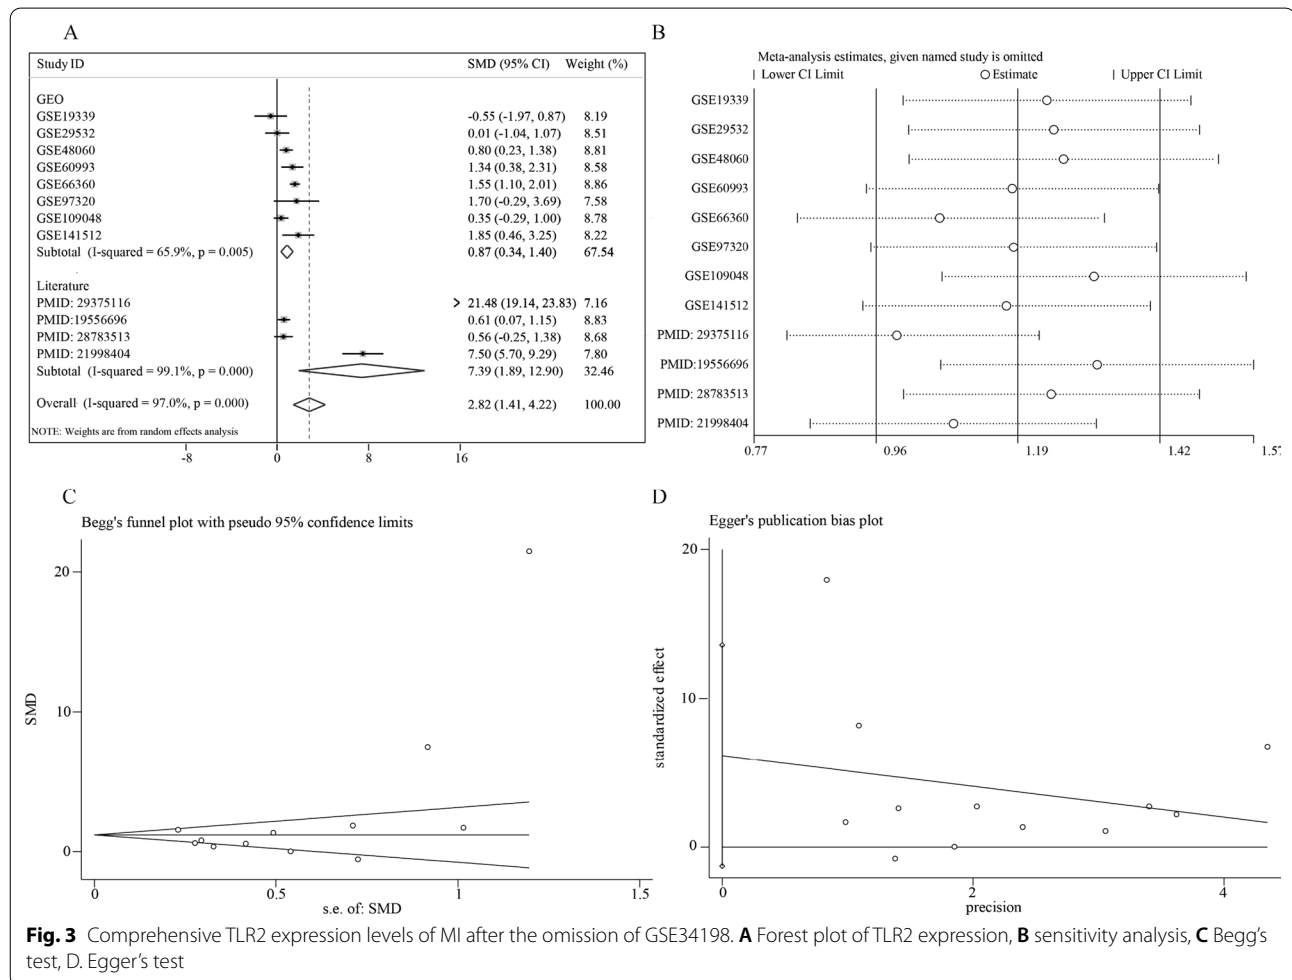 A
Study ID SMD (95% CI) Weight (%)
GEO
GSE19339 -0.55 (-1.97, 0.87) 8.19
GSE29532 0.01 (-1.04, 1.07) 8.51
GSE48060 0.80 (0.23, 1.38) 8.81
GSE60993 1.34 (0.38, 2.31) 8.58
GSE66360 1.55 (1.10, 2.01) 8.86
GSE97320 1.70 (-0.29, 3.69) 7.58
GSE109048 0.35 (-0.29, 1.00) 8.78
GSE141512 1.85 (0.46, 3.25) 8.22
Subtotal (I-squared = 65.9%, p = 0.005) 0.87 (0.34, 1.40) 67.54
Literature
PMID: 29375116 21.48 (19.14, 23.83) 7.16
PMID:19556696 0.61 (0.07, 1.15) 8.83
PMID: 28783513 0.56 (-0.25, 1.38) 8.68
PMID: 21998404 7.50 (5.70, 9.29) 7.80
Subtotal (I-squared = 99.1%, p = 0.000) 7.39 (1.89, 12.90) 32.46
Overall (I-squared = 97.0%, p = 0.000) 2.82 (1.41, 4.22) 100.00
NOTE: Weights are from random effects analysis
-8 0 8 16
B
Meta-analysis estimates, given named study is omitted
Lower CI Limit Estimate Upper CI Limit
GSE19339
GSE29532
GSE48060
GSE60993
GSE66360
GSE97320
GSE109048
GSE141512
PMID: 29375116
PMID:19556696
PMID: 28783513
PMID: 21998404
0.77 0.96 1.19 1.42 1.57
C
Begg's funnel plot with pseudo 95% confidence limits
SMD
20
10
0
0 0.5 1 1.5
s.e. of: SMD
D
Egger's publication bias plot
standardized effect
20
10
0
0 2 4
precision
Fig. 3 Comprehensive TLR2 expression levels of MI after the omission of GSE34198. A Forest plot of TLR2 expression, B sensitivity analysis, C Begg's
test, D. Egger's test